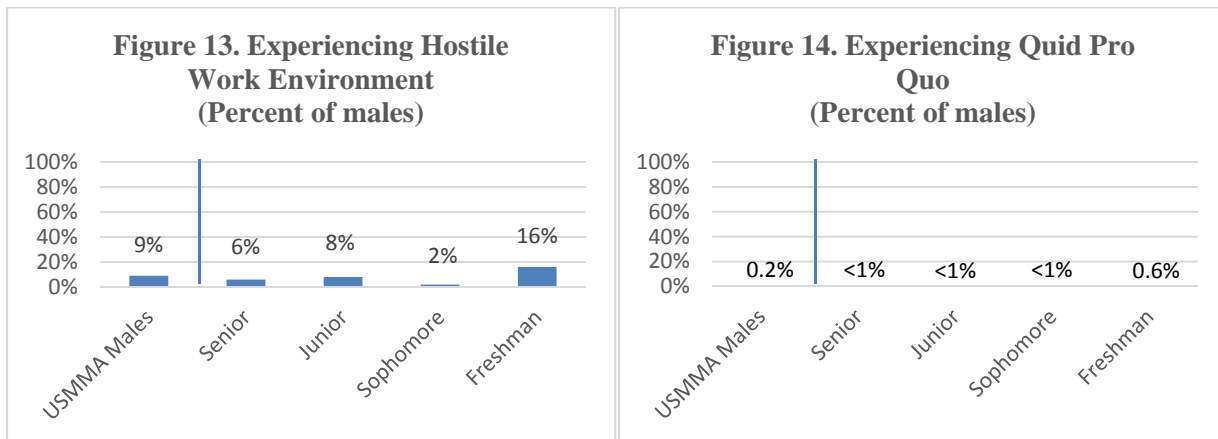 Figure 13. Experiencing Hostile
Work Environment
(Percent of males)
100%
80%
60%
40%
20%
0%
9%
6%
8%
2%
16%
USMMA Males
Senior
Junior
Sophomore
Freshman
Figure 14. Experiencing Quid Pro
Quo
(Percent of males)
100%
80%
60%
40%
20%
0%
0.2%
<1%
<1%
<1%
0.6%
USMMA Males
Senior
Junior
Sophomore
Freshman